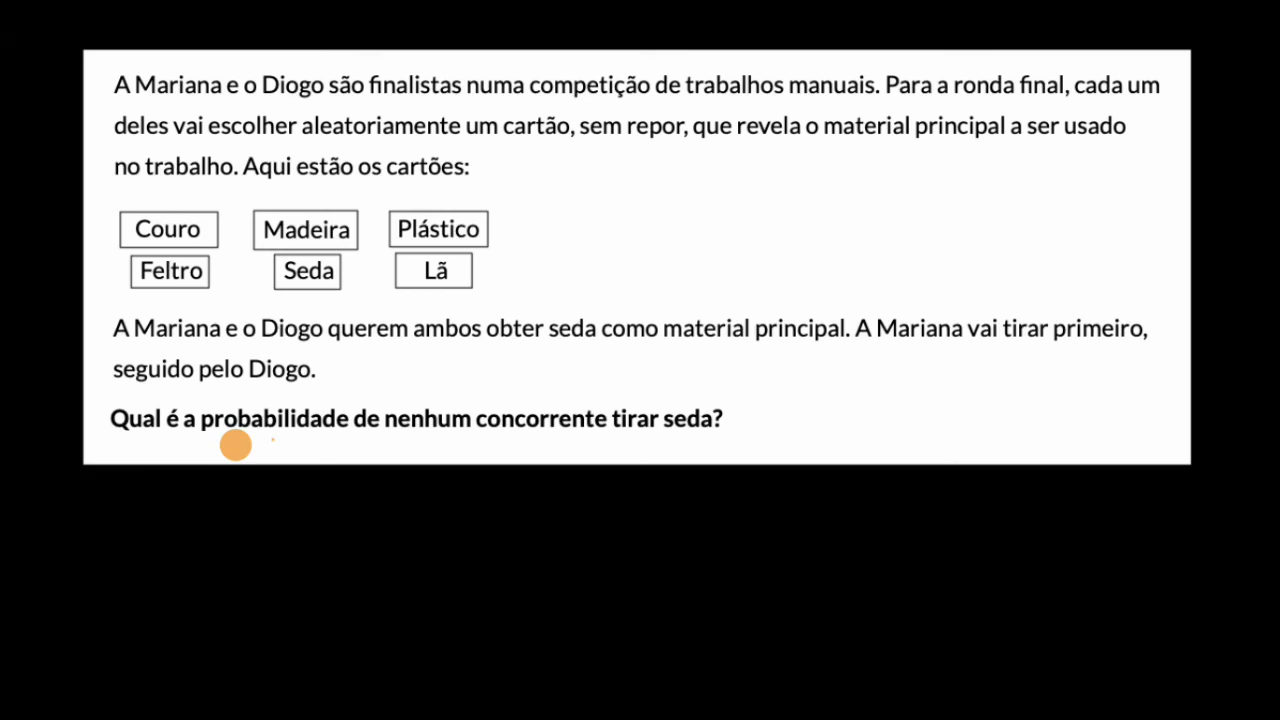 A Mariana e o Diogo são finalistas numa competição de trabalhos manuais. Para a ronda final, cada um
deles vai escolher aleatoriamente um cartão, sem repor, que revela o material principal a ser usado
no trabalho. Aqui estão os cartões:
Couro Madeira Plástico
Feltro Seda Lã
A Mariana e o Diogo querem ambos obter seda como material principal. A Mariana vai tirar primeiro,
seguido pelo Diogo.
Qual é a probabilidade de nenhum concorrente tirar seda?